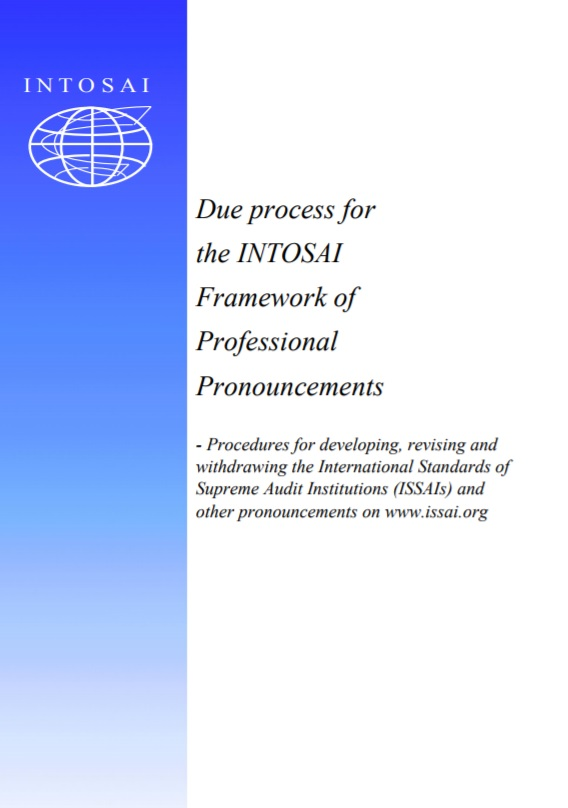 INTOSAI
Due process for
the INTOSAI
Framework of
Professional
Pronouncements
- Procedures for developing, revising and
withdrawing the International Standards of
Supreme Audit Institutions (ISSAIs) and
other pronouncements on www.issai.org